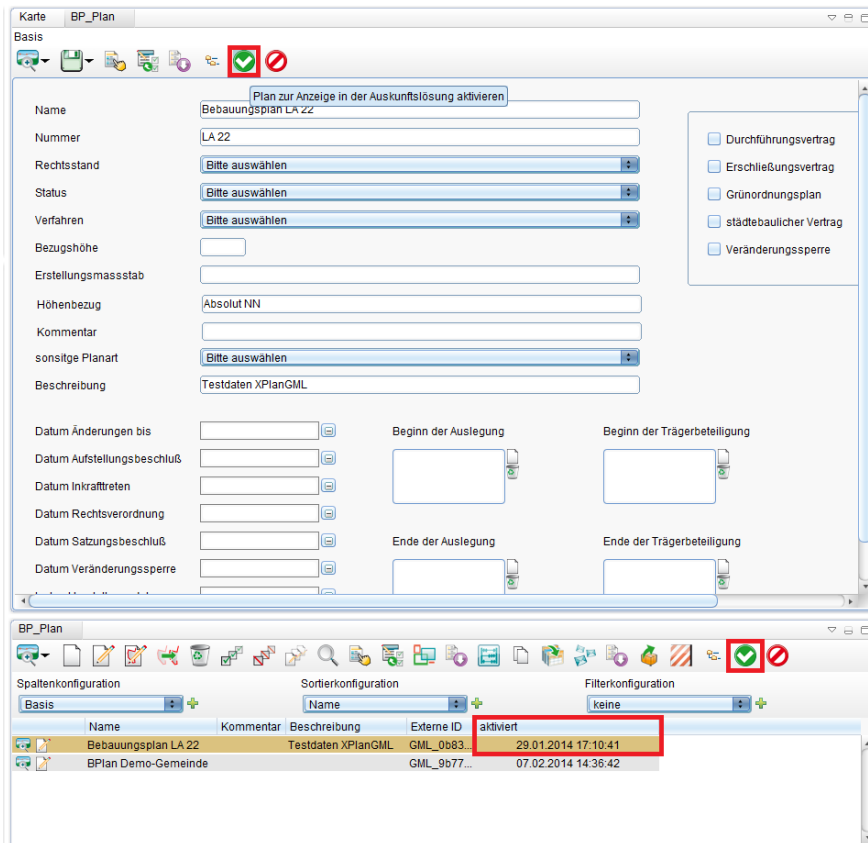 Karte BP_Plan
Basis
Plan zur Anzeige in der Auskunftslösung aktivieren
Name Bebauungsplan LA 22
Nummer LA 22
Durchführungsvertrag
Rechtsstand Bitte auswählen
Erschließungsvertrag
Status Bitte auswählen
Grünordnungsplan
Verfahren Bitte auswählen
städtebaulicher Vertrag
Bezugshöhe
Veränderungssperre
Erstellungsmassstab
Höhenbezug Absolut NN
Kommentar
sonsitge Planart Bitte auswählen
Beschreibung Testdaten XPlanGML
Datum Änderungen bis Beginn der Auslegung Beginn der Trägerbeteiligung
Datum Aufstellungsbeschluß
Datum Inkrafttreten
Datum Rechtsverordnung
Datum Satzungsbeschluß Ende der Auslegung Ende der Trägerbeteiligung
Datum Veränderungssperre
BP_Plan
Spaltenkonfiguration Sortierkonfiguration Filterkonfiguration
Basis Name keine
Name Kommentar Beschreibung Externe ID aktiviert
Bebauungsplan LA 22 Testdaten XPlanGML GML_0b83... 29.01.2014 17:10:41
BPlan Demo-Gemeinde GML_9b77... 07.02.2014 14:36:42